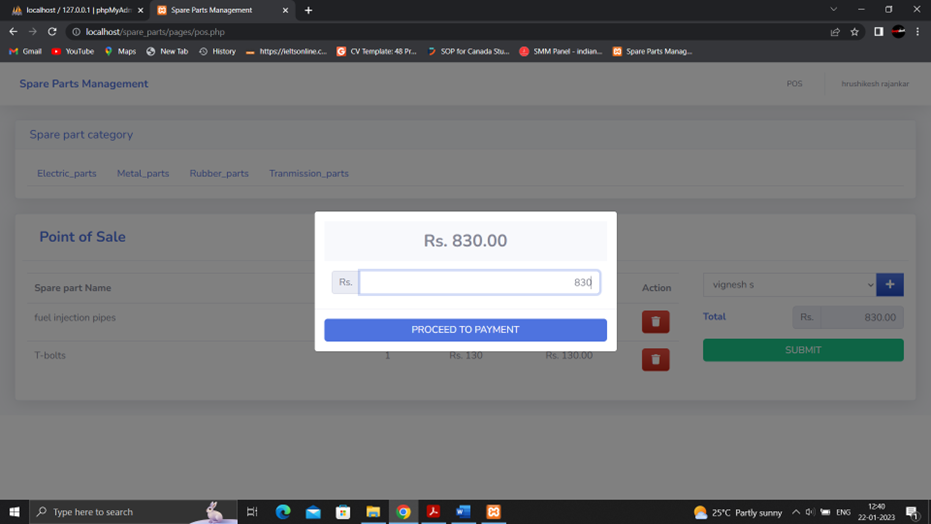 localhost / 127.0.0.1 | phpMyAdm
Spare Parts Management
localhost/spare_parts/pages/pos.php
Gmail
YouTube
Maps
New Tab
History
https://ieltsonline.c...
CV Template: 48 Pr...
SOP for Canada Stu...
SMM Panel - indian...
Spare Parts Manag...
Spare Parts Management
POS
hrushikesh rajankar
Spare part category
Electric_parts
Metal_parts
Rubber_parts
Tranmission_parts
Point of Sale
Rs. 830.00
Rs.
830
PROCEED TO PAYMENT
Spare part Name
Action
fuel injection pipes
T-bolts
1
Rs. 130
Rs. 130.00
vignesh s
+
Total
Rs.
830.00
SUBMIT
Type here to search
25°C Partly sunny
ENG
12:40
22-01-2023
1